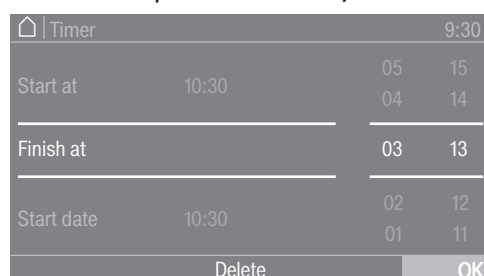 Timer 9:30
05 15
Start at 10:30
04 14
Finish at 03 13
02 12
Start date 10:30
01 11
Delete OK